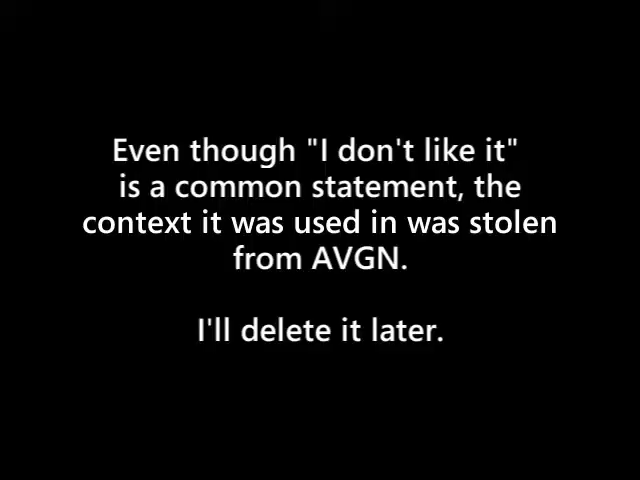 Even though "I don't like it"
is a common statement, the
context it was used in was stolen
from AVGN.
I'll delete it later.